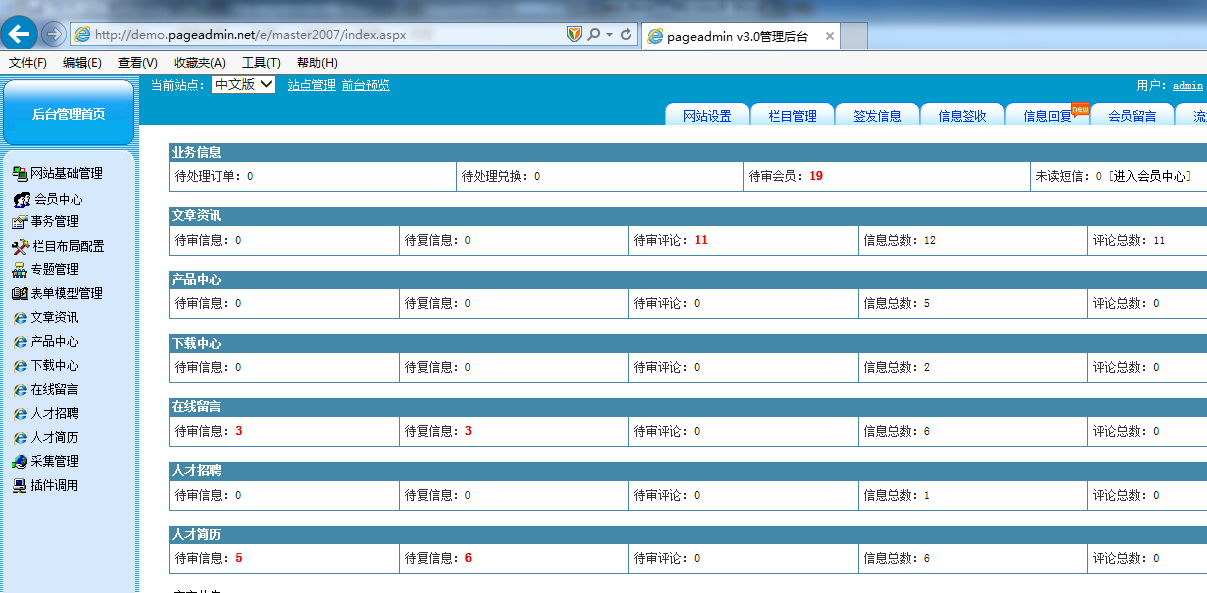 http://demo.pageadmin.net/e/master2007/index.aspx
pageadmin v3.0管理后台
文件(F) 编辑(E) 查看(V) 收藏夹(A) 工具(T) 帮助(H)
后台管理首页
当前站点： 中文版 站点管理 前台预览
用户： admin
网站设置 栏目管理 签发信息 信息签收 信息回复 new 会员留言
网站基础管理
会员中心
事务管理
栏目布局配置
专题管理
表单模型管理
文章资讯
产品中心
下载中心
在线留言
人才招聘
人才简历
采集管理
插件调用
业务信息
待处理订单：0 待处理兑换：0 待审会员：19 未读短信：0 [进入会员中心]
文章资讯
待审信息：0 待复信息：0 待审评论：11 信息总数：12 评论总数：11
产品中心
待审信息：0 待复信息：0 待审评论：0 信息总数：5 评论总数：0
下载中心
待审信息：0 待复信息：0 待审评论：0 信息总数：2 评论总数：0
在线留言
待审信息：3 待复信息：3 待审评论：0 信息总数：6 评论总数：0
人才招聘
待审信息：0 待复信息：0 待审评论：0 信息总数：1 评论总数：0
人才简历
待审信息：5 待复信息：6 待审评论：0 信息总数：6 评论总数：0